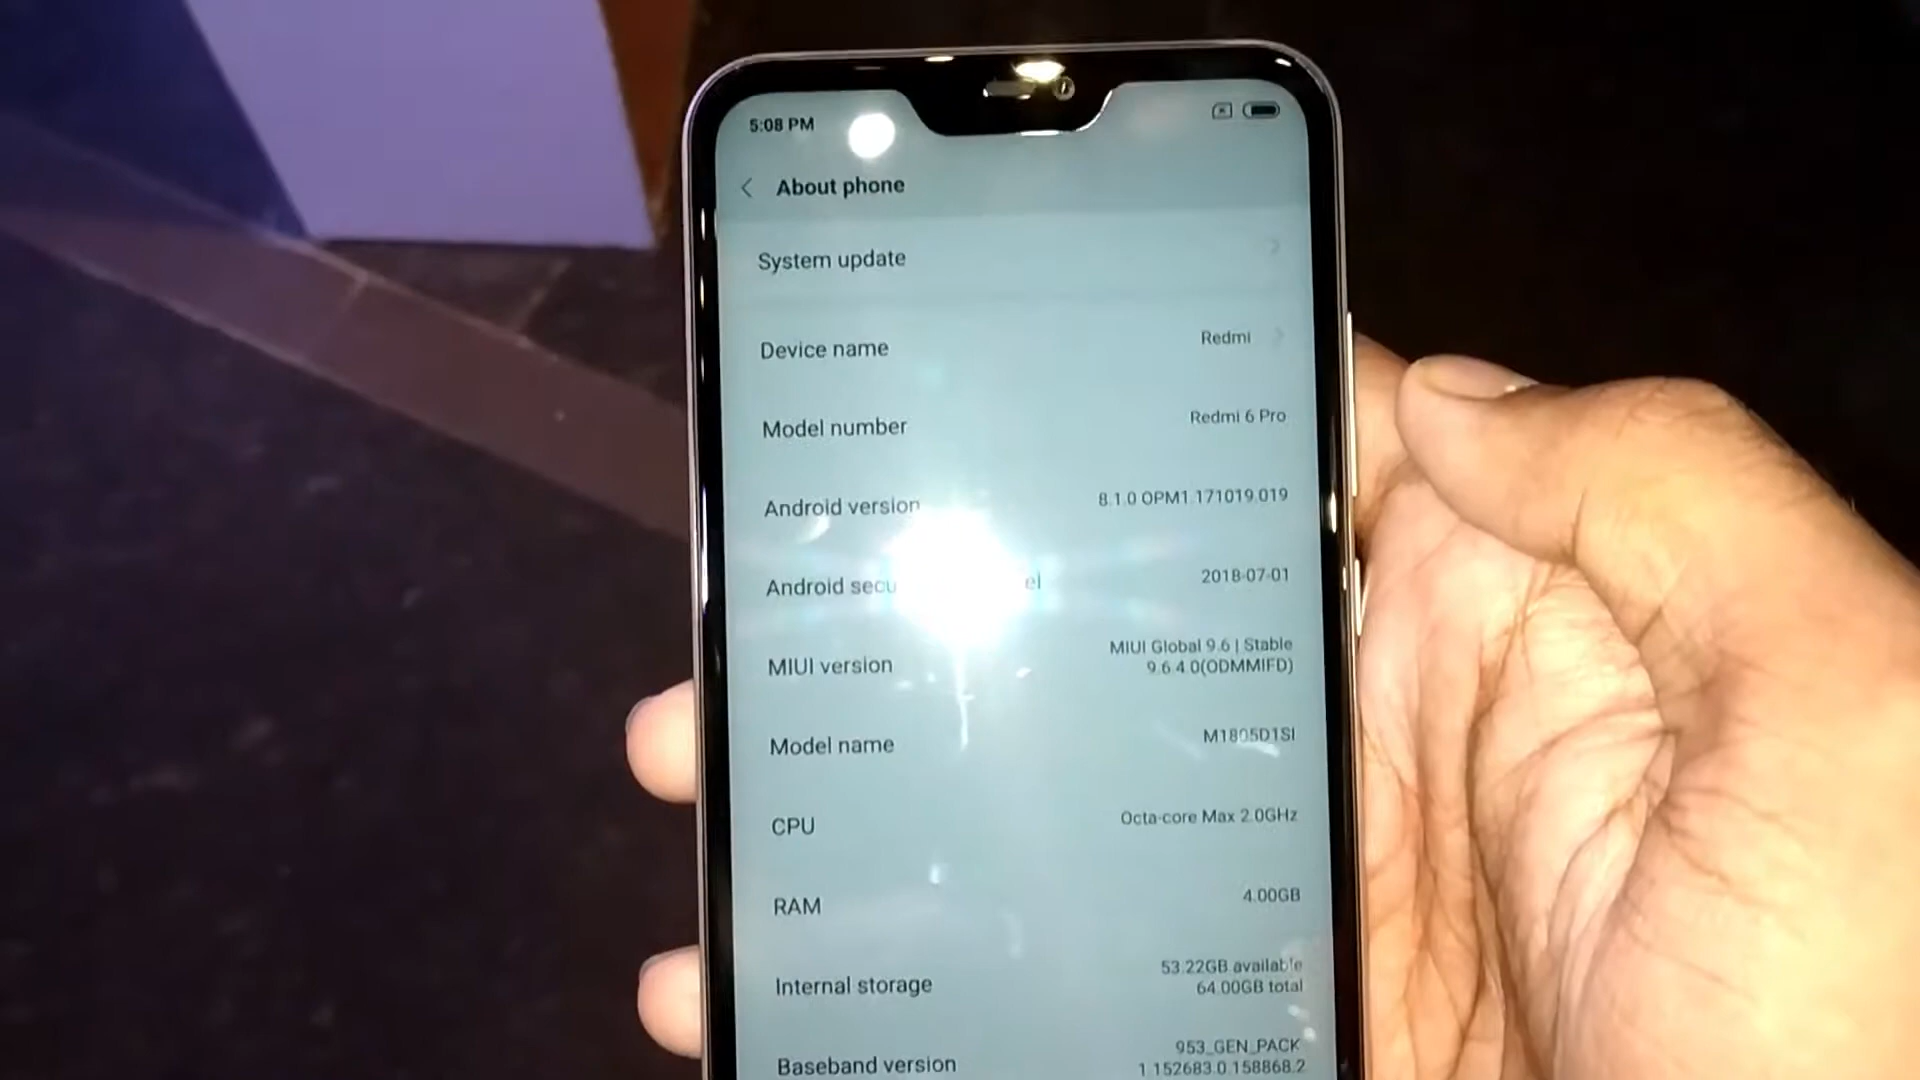 5:08 PM
About phone
System update
Device name
Redmi
Model number
Redmi 6 Pro
Android version
8.1.0 OPM1.171019.019
Android
2018-07-01
MIUI version
MIUI Global 9.6 | Stable
9.6.4.0(ODMMIFD)
Model name
M1805D1SI
CPU
Octa-core Max 2.0GHz
RAM
4.00GB
Internal storage
53.22GB available
64.00GB total
Baseband version
953_GEN_PACK
1.152683.0.158868.2